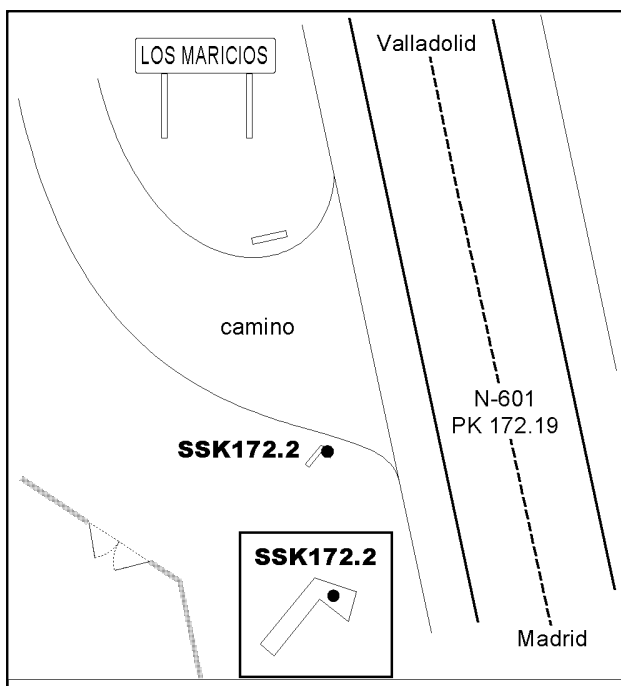 Valladolid
LOS MARICIOS
camino
N-601
PK 172.19
SSK172.2
SSK172.2
Madrid